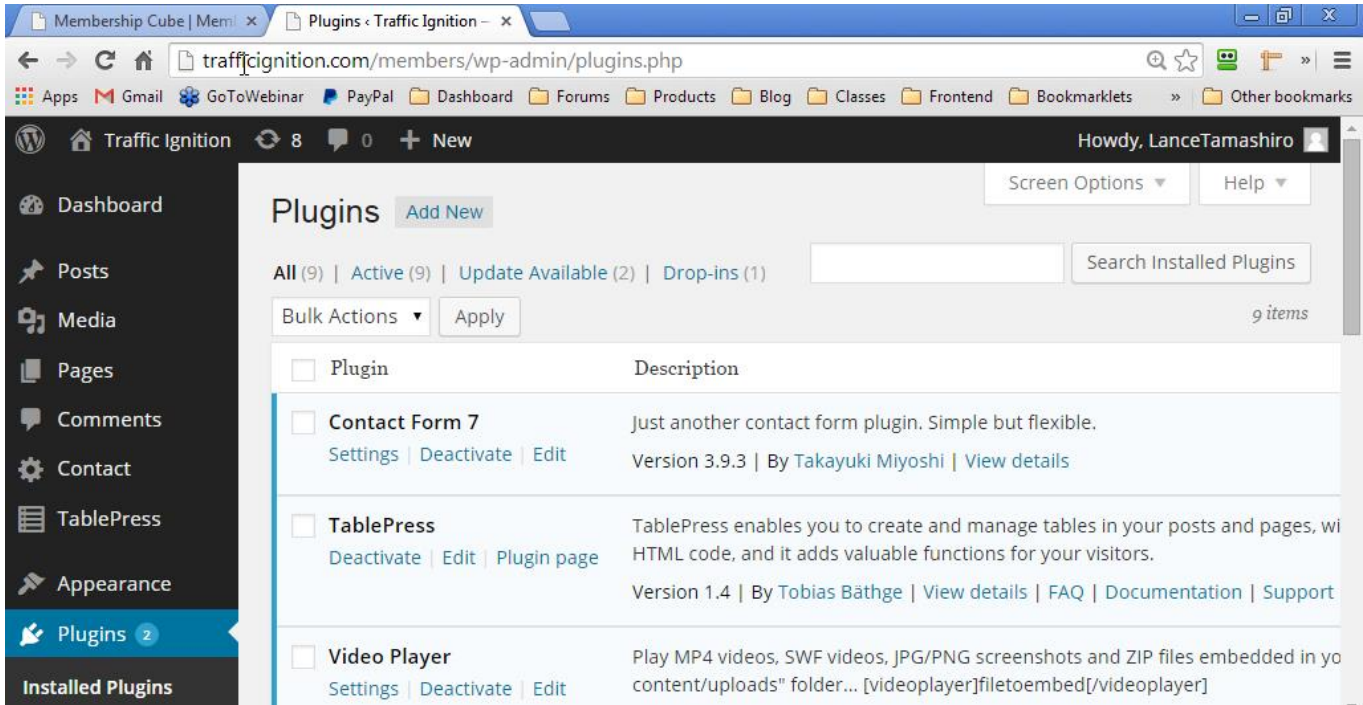 Membership Cube | Mem
Plugins ‹ Traffic Ignition –
trafficignition.com/members/wp-admin/plugins.php
Apps Gmail GoToWebinar PayPal Dashboard Forums Products Blog Classes Frontend Bookmarklets » Other bookmarks
Traffic Ignition 8 0 + New Howdy, LanceTamashiro
Screen Options ▼ Help ▼
Dashboard
Plugins Add New
Posts
All (9) | Active (9) | Update Available (2) | Drop-ins (1) Search Installed Plugins
Media
Bulk Actions ▼ Apply 9 items
Pages
Plugin Description
Comments
Contact Form 7 Just another contact form plugin. Simple but flexible.
Settings | Deactivate | Edit Version 3.9.3 | By Takayuki Miyoshi | View details
Contact
TablePress
TablePress TablePress enables you to create and manage tables in your posts and pages, wi
Deactivate | Edit | Plugin page HTML code, and it adds valuable functions for your visitors.
Version 1.4 | By Tobias Bäthge | View details | FAQ | Documentation | Support
Appearance
Plugins 2
Video Player Play MP4 videos, SWF videos, JPG/PNG screenshots and ZIP files embedded in yo
Settings | Deactivate | Edit content/uploads" folder... [videoplayer]filetoembed[/videoplayer]
Installed Plugins